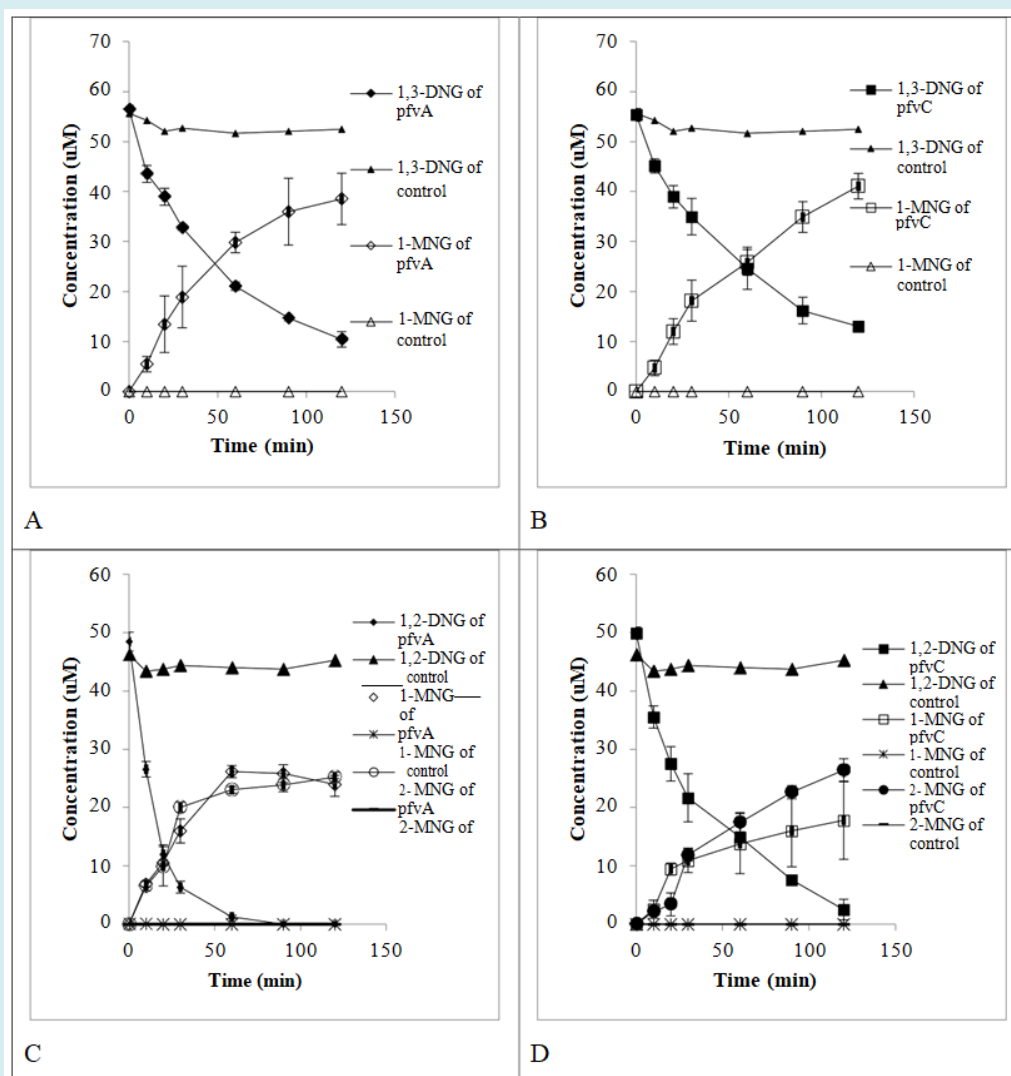 70
60
50
40
30
20
10
0
0
50
100
150
Concentration (uM)
Time (min)
1,3-DNG of
pfvA
1,3-DNG of
control
1-MNG of
pfvA
1-MNG of
control
A
70
60
50
40
30
20
10
0
0
50
100
150
Concentration (uM)
Time (min)
1,3-DNG of
pfvC
1,3-DNG of
control
1-MNG of
pfvC
1-MNG of
control
B
60
50
40
30
20
10
0
0
50
100
150
Concentration (uM)
Time (min)
1,2-DNG of
pfvA
1,2-DNG of
control
1-MNG
of
pfvA
1-MNG of
control
2-MNG of
pfvA
2-MNG of
C
60
50
40
30
20
10
0
0
50
100
150
Concentration (uM)
Time (min)
1,2-DNG of
pfvC
1,2-DNG of
control
1-MNG of
pfvC
1-MNG of
control
2-MNG of
pfvC
2-MNG of
control
D